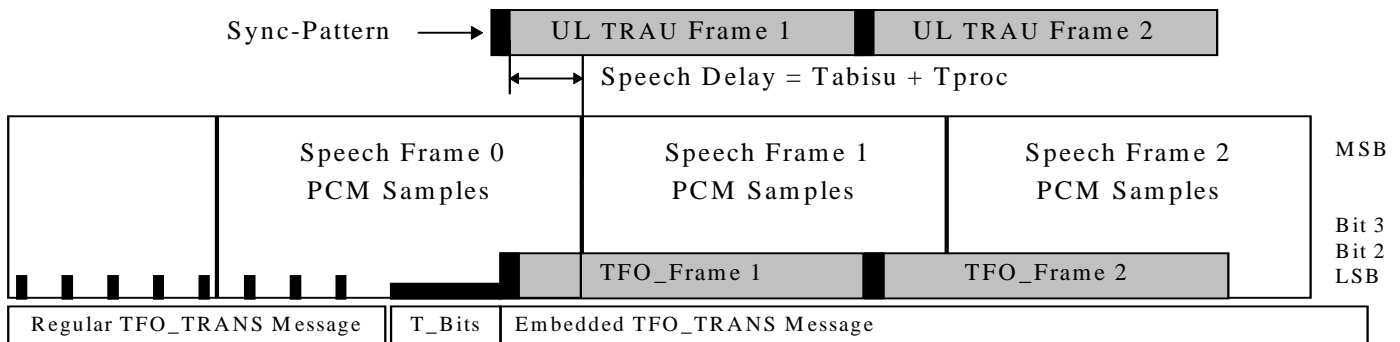 Sync-Pattern
UL TRAU Frame 1
UL TRAU Frame 2
Speech Delay = Tabisu + Tproc
Speech Frame 0
PCM Samples
Speech Frame 1
PCM Samples
Speech Frame 2
PCM Samples
MSB
Bit 3
Bit 2
LSB
TFO_Frame 1
TFO_Frame 2
Regular TFO_TRANS Message
T_Bits
Embedded TFO_TRANS Message